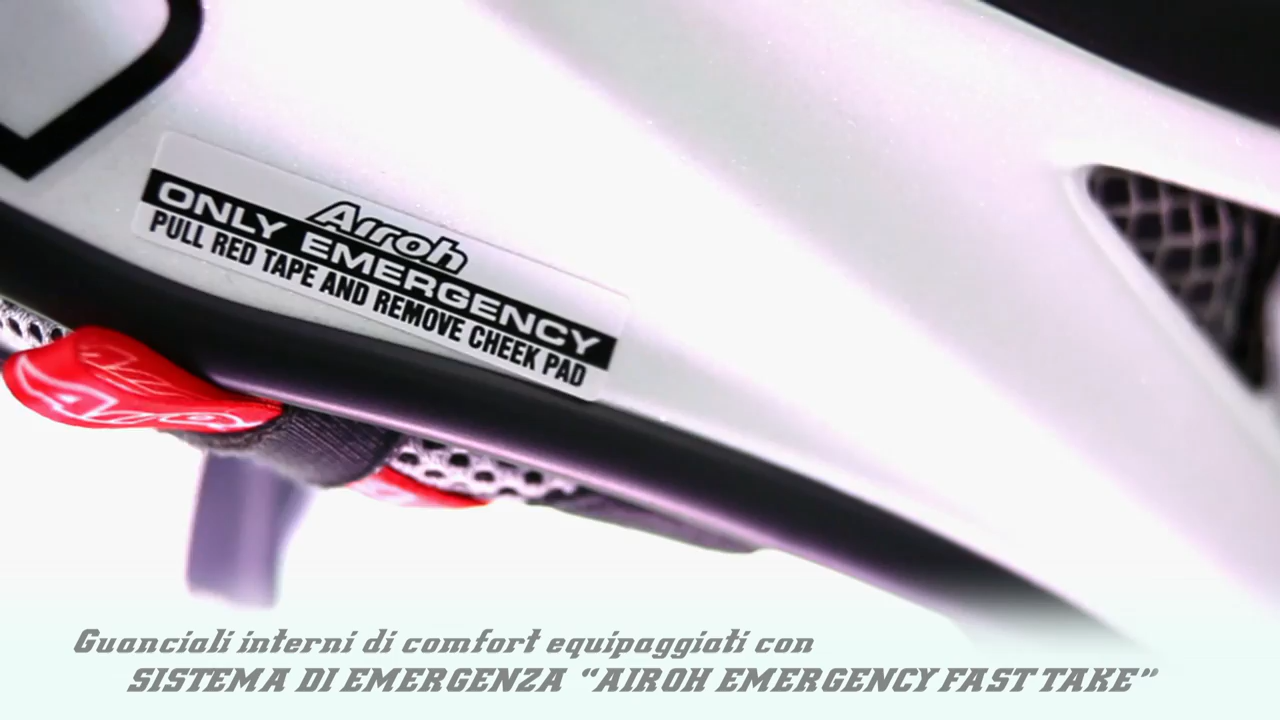 Airoh
ONLY EMERGENCY
PULL RED TAPE AND REMOVE CHEEK PAD
Guanciali interni di comfort equipaggiati con
SISTEMA DI EMERGENZA “AIROH EMERGENCY FAST TAKE”